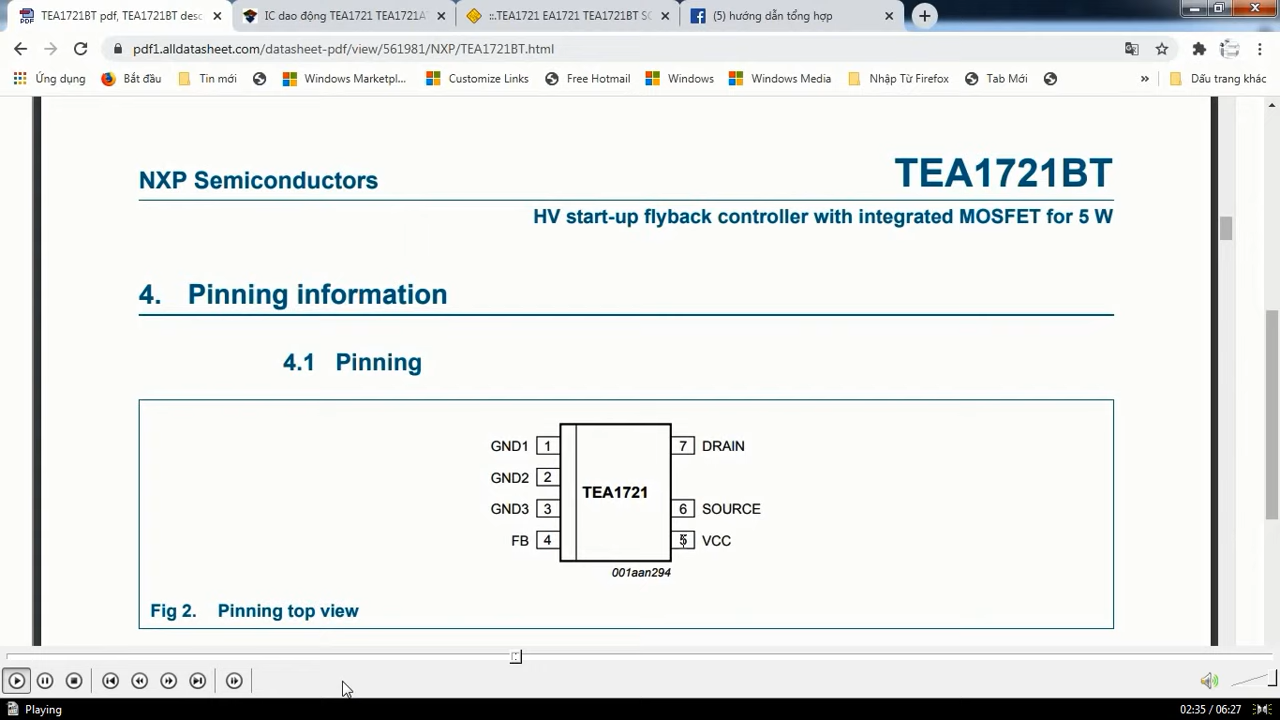 TEA1721BT pdf, TEA1721BT desc
IC dao động TEA1721 TEA1721A
:::TEA1721 EA1721 TEA1721BT SO
(5) hướng dẫn tổng hợp
pdf1.alldatasheet.com/datasheet-pdf/view/561981/NXP/TEA1721BT.html
Ứng dụng
Bắt đầu
Tin mới
Windows Marketpl...
Customize Links
Free Hotmail
Windows
Windows Media
Nhập Từ Firefox
Tab Mới
»
Dấu trang khác
NXP Semiconductors
TEA1721BT
HV start-up flyback controller with integrated MOSFET for 5 W
4. Pinning information
4.1 Pinning
GND1 1 7 DRAIN
GND2 2
TEA1721
GND3 3 6 SOURCE
FB 4 5 VCC
001aan294
Fig 2. Pinning top view
Playing
02:35 / 06:27